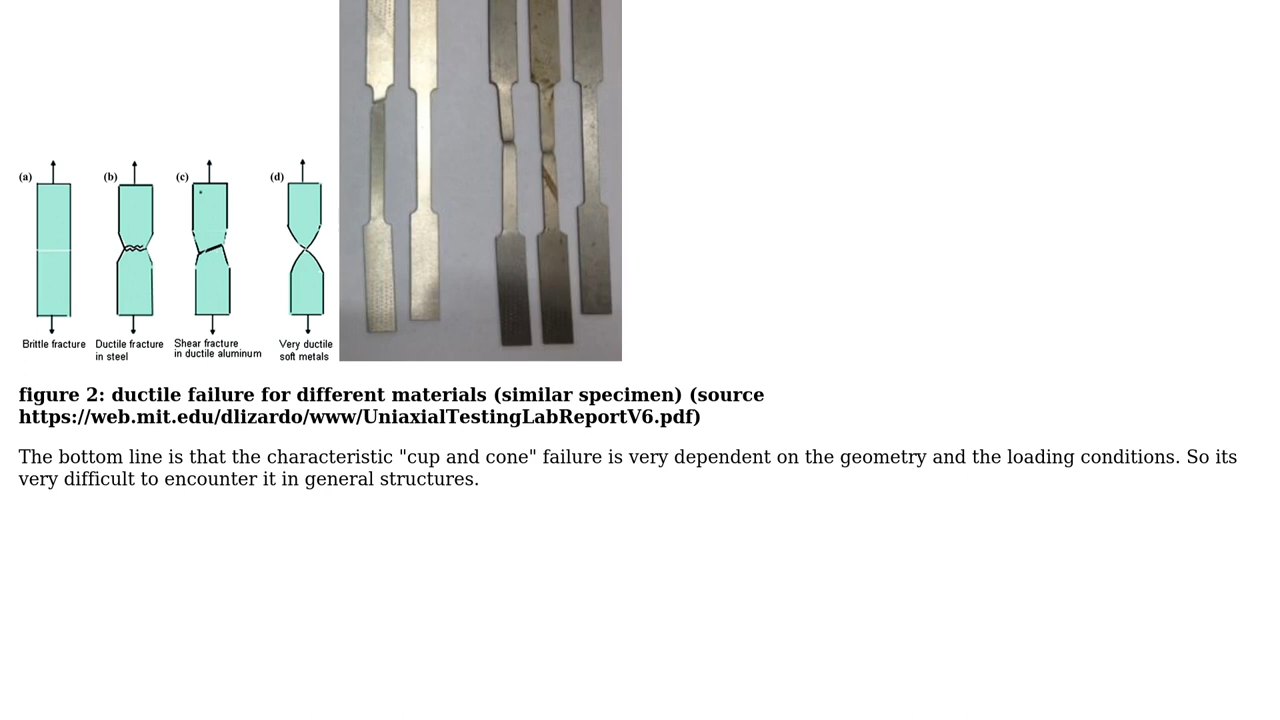 (a)
(b)
(c)
(d)
Brittle fracture
Ductile fracture
in steel
Shear fracture
in ductile aluminum
Very ductile
soft metals
figure 2: ductile failure for different materials (similar specimen) (source
https://web.mit.edu/dlizardo/www/UniaxialTestingLabReportV6.pdf)
The bottom line is that the characteristic "cup and cone" failure is very dependent on the geometry and the loading conditions. So its
very difficult to encounter it in general structures.